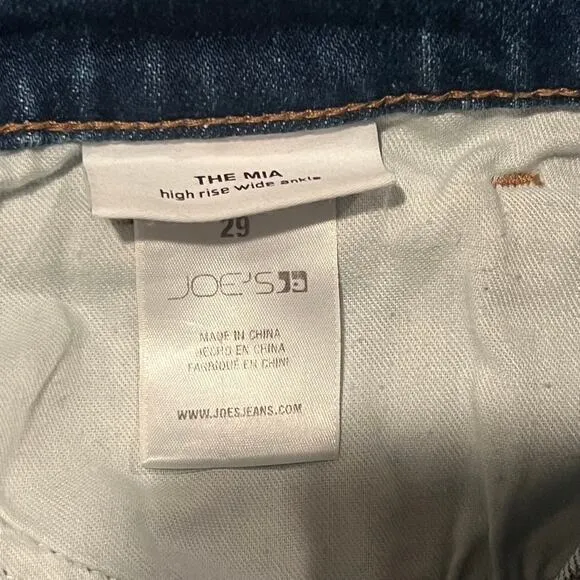 THE MIA
high rise wide ankle
29
JOE'S
MADE IN CHINA
HECHO EN CHINA
FABRIQUÉ EN CHINE
WWW.JOESJEANS.COM